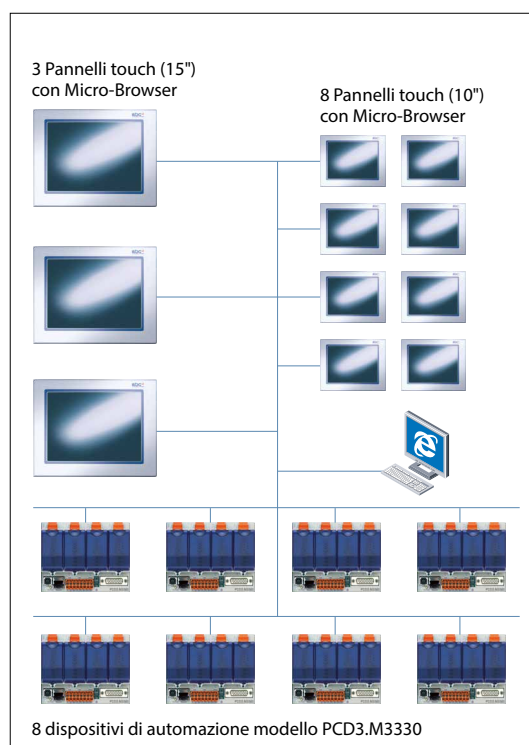 3 Pannelli touch (15")
con Micro-Browser
8 Pannelli touch (10")
con Micro-Browser
8 dispositivi di automazione modello PCD3.M3330